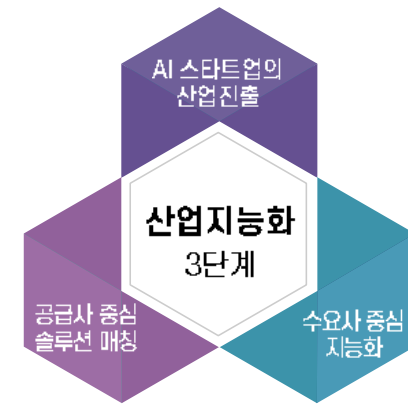 AI 스타트업의
산업진출
산업지능화
3단계
공급사 중심
솔루션 매칭
수요사 중심
지능화